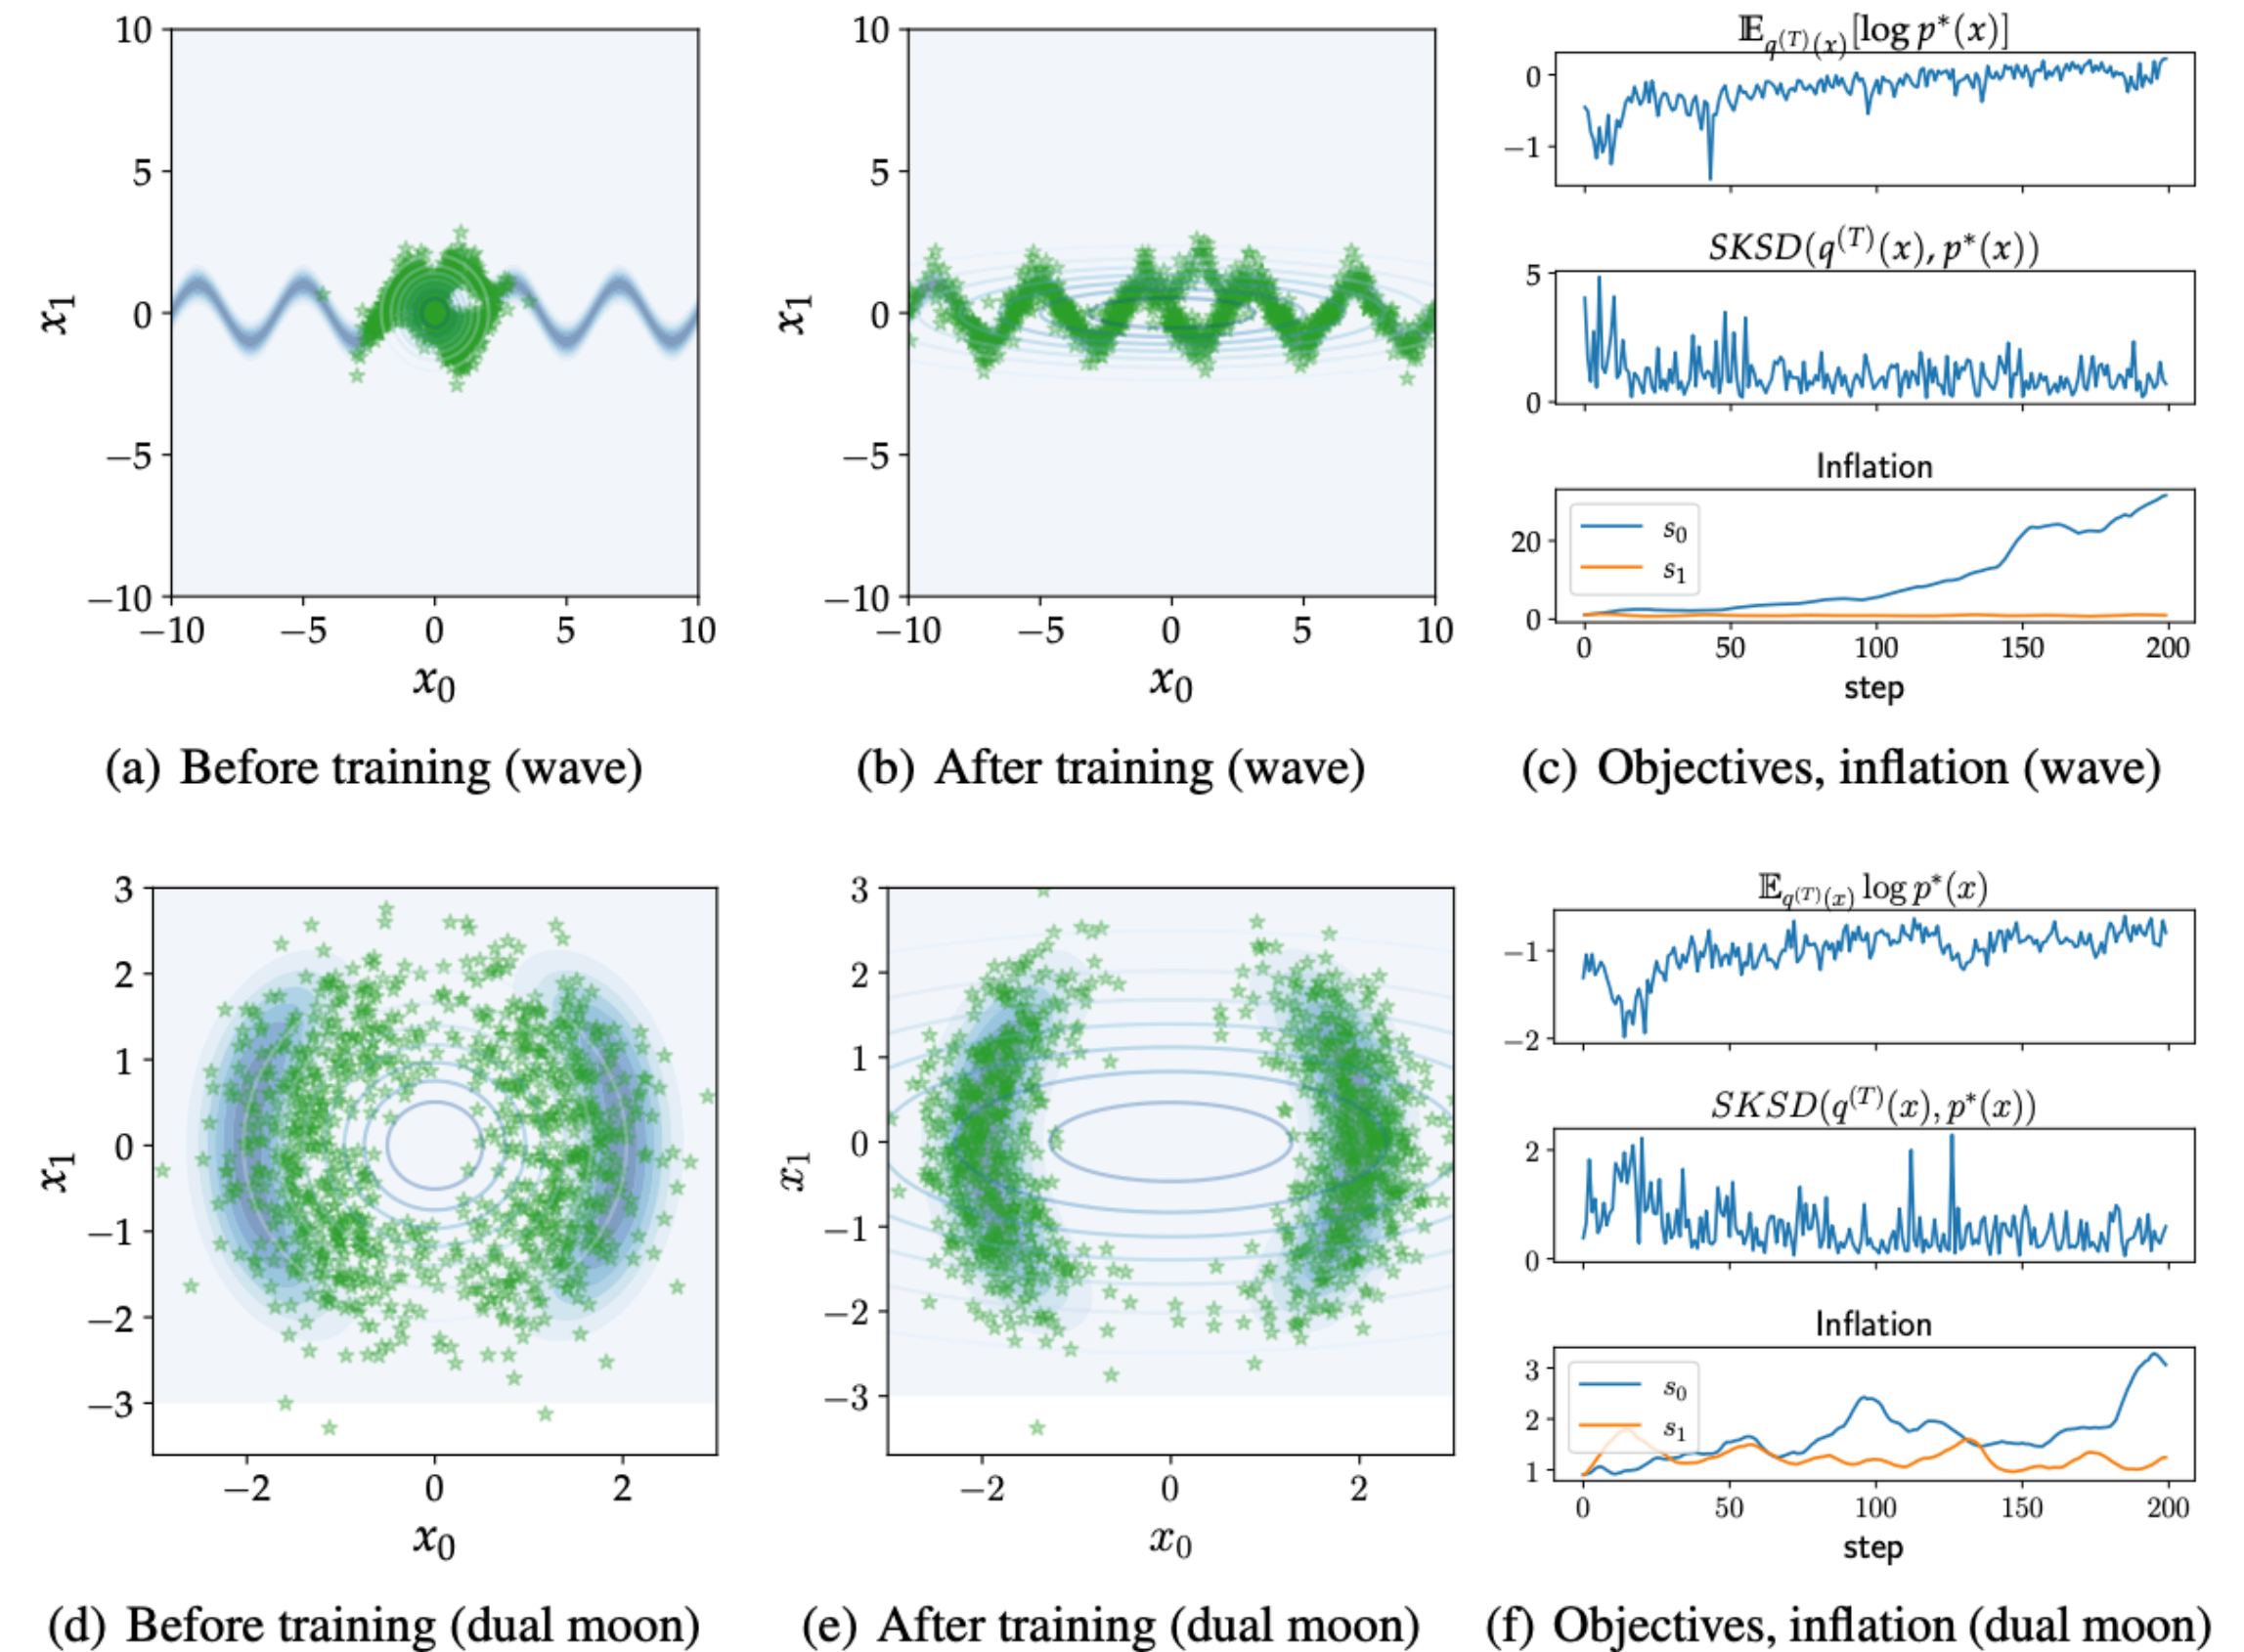 10
5
0
−5
−10
x₁
−10 −5 0 5 10
x₀
(a) Before training (wave)
10
5
0
−5
−10
x₁
−10 −5 0 5 10
x₀
(b) After training (wave)
𝔼_{q^{(T)}(x)}[log p*(x)]
0
−1
SKSD(q^{(T)}(x), p*(x))
5
0
Inflation
s₀
s₁
20
0
0 50 100 150 200
step
(c) Objectives, inflation (wave)
3
2
1
0
−1
−2
−3
x₁
−2 0 2
x₀
(d) Before training (dual moon)
3
2
1
0
−1
−2
−3
x₁
−2 0 2
x₀
(e) After training (dual moon)
𝔼_{q^{(T)}(x)} log p*(x)
−1
−2
SKSD(q^{(T)}(x), p*(x))
2
0
Inflation
s₀
s₁
3
2
1
0 50 100 150 200
step
(f) Objectives, inflation (dual moon)